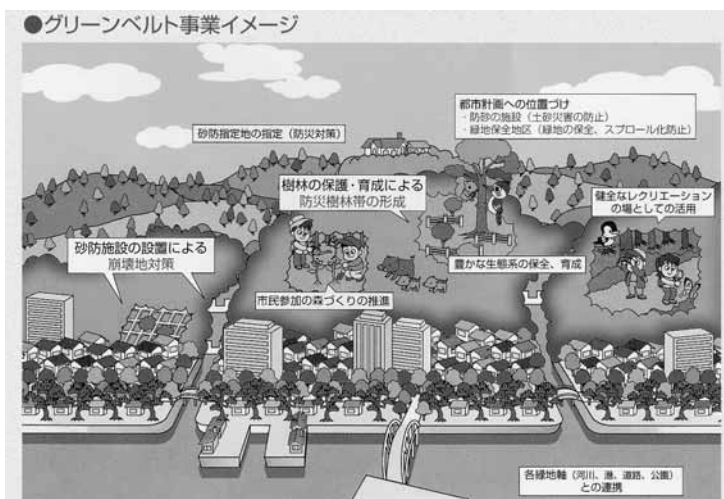 ●グリーンベルト事業イメージ
都市計画への位置づけ
・防砂の施設（土砂災害の防止）
・緑地保全地区（緑地の保全、スプロール化防止）
砂防指定地の指定（防災対策）
樹林の保護・育成による
防災樹林帯の形成
健全なレクリエーション
の場としての活用
砂防施設の設置による
崩壊地対策
豊かな生態系の保全、育成
市民参加の森づくりの推進
各緑地軸（河川、港、道路、公園）
との連携